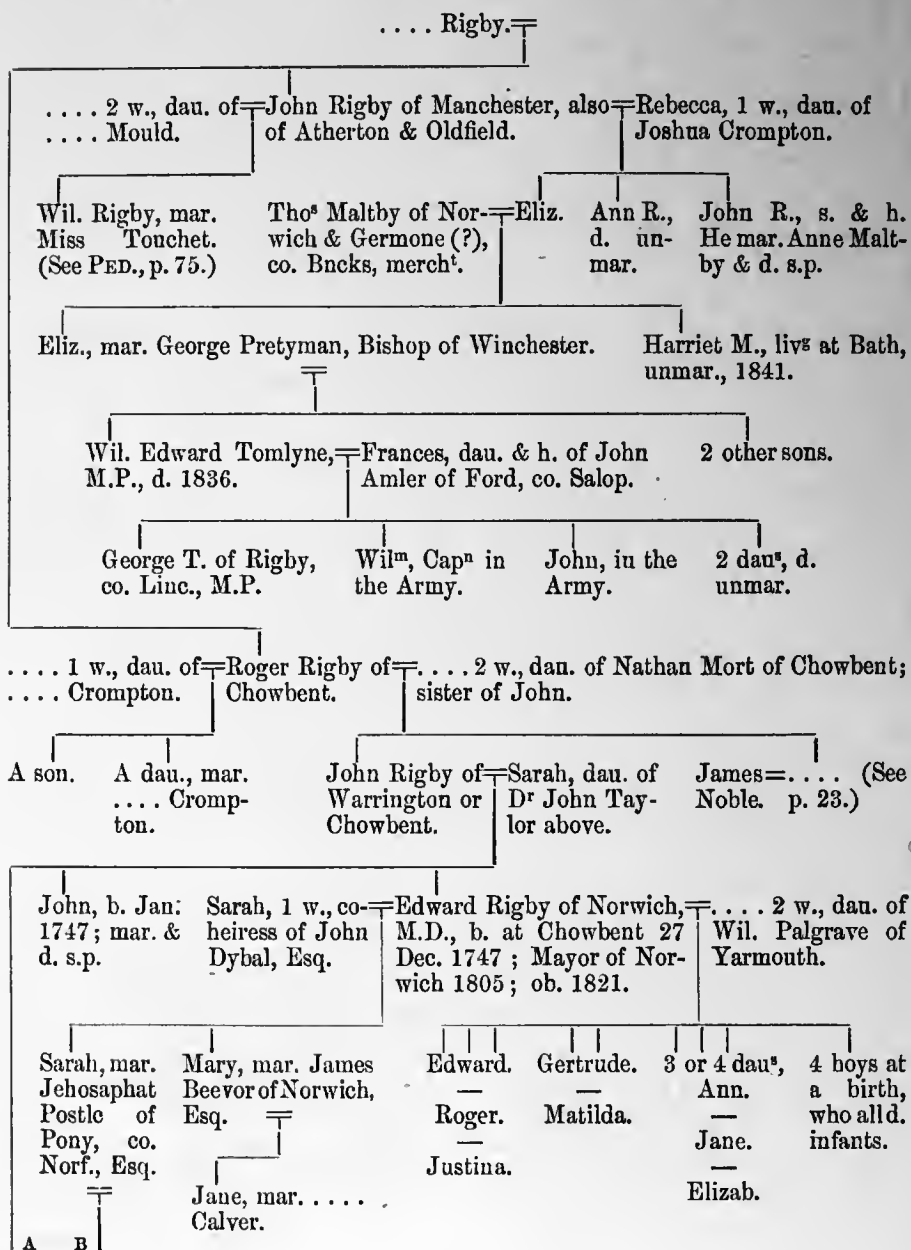 . . . . Rigby.
. . . . 2 w., dau. of John Rigby of Manchester, also Rebecca, 1 w., dau. of
. . . . Mould. of Atherton & Oldfield. Joshua Crompton.
Wil. Rigby, mar. Thoˢ Maltby of Nor- Eliz. Ann R., John R., s. & h.
Miss Touchet. wich & Germone (?), d. un- He mar. Anne Malt-
(See PED., p. 75.) co. Bncks, merchᵗ. mar. by & d. s.p.
Eliz., mar. George Pretyman, Bishop of Winchester. Harriet M., livᵍ at Bath,
unmar., 1841.
Wil. Edward Tomlyne, Frances, dau. & h. of John 2 other sons.
M.P., d. 1836. Amler of Ford, co. Salop.
George T. of Rigby, Wilᵐ, Capⁿ in John, in the 2 dauˢ, d.
co. Linc., M.P. the Army. Army. unmar.
. . . . 1 w., dau. of Roger Rigby of . . . . 2 w., dan. of Nathan Mort of Chowbent;
. . . . Crompton. Chowbent. sister of John.
A son. A dau., mar. John Rigby of Sarah, dau. of James=. . . . (See
. . . . Cromp- Warrington or Dʳ John Tay- Noble. p. 23.)
ton. Chowbent. lor above.
John, b. Jan: Sarah, 1 w., co- Edward Rigby of Norwich, . . . . 2 w., dau. of
1747; mar. & heiress of John M.D., b. at Chowbent 27 Wil. Palgrave of
d. s.p. Dybal, Esq. Dec. 1747 ; Mayor of Nor- Yarmouth.
wich 1805 ; ob. 1821.
Sarah, mar. Mary, mar. James Edward. Gertrude. 3 or 4 dauˢ, 4 boys at
Jehosaphat Beevor of Norwich, — — Ann. a birth,
Postle of Esq. Roger. Matilda. — who all d.
Pony, co. — Jane. infants.
Norf., Esq. Justina. —
Jane, mar. . . . . . Elizab.
Calver.
A B